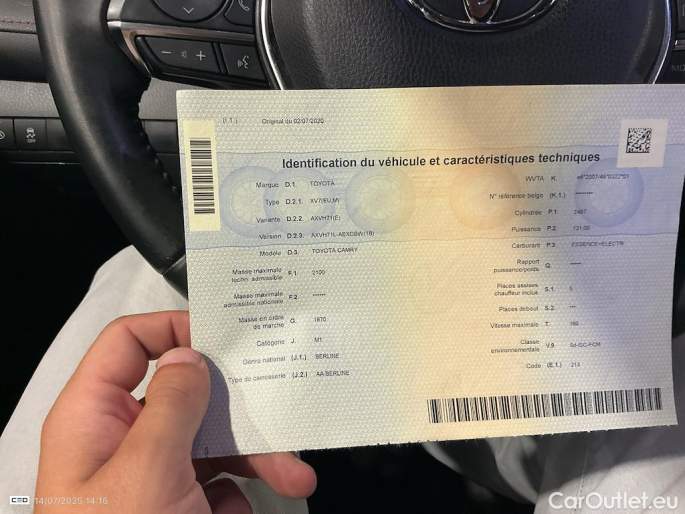 (I.1.) Original du 02/07/2020
Identification du véhicule et caractéristiques techniques
Marque D.1. TOYOTA
Type D.2.1. XV7(EU,M)
Variante D.2.2. AXVH71(E)
Version D.2.3.
Modèle D.3. TOYOTA CAMRY
Masse maximale
techn. admissible F.1 2100
Masse maximale
admissible nationale F.2 ------
Masse en ordre
de marche G. 1670
Catégorie J. M1
Genre national (J.1.) BERLINE
Type de carrosserie (J.2.) AA BERLINE
WVTA K.
N° référence belge (K.1.)
Cylindrée P.1 2487
Puissance P.2 131.00
Carburant P.3 ESSENCE+ELECTR
Rapport
puissance/poids Q. -----
Places assises
chauffeur inclus S.1. 5
Places debout S.2. ---
Vitesse maximale T. 180
Classe
environnementale V.9.
Code (E.1.) 213
CED 14/07/2025 14:16
CarOutlet.eu